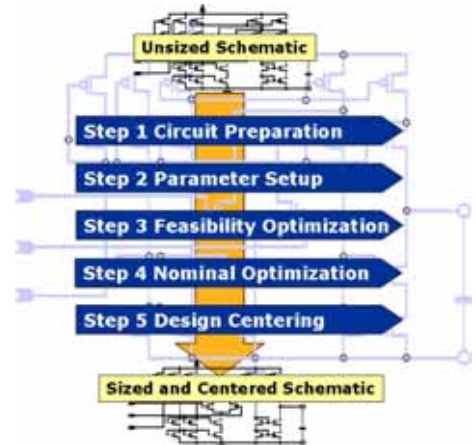 Unsized Schematic
Step 1 Circuit Preparation
Step 2 Parameter Setup
Step 3 Feasibility Optimization
Step 4 Nominal Optimization
Step 5 Design Centering
Sized and Centered Schematic